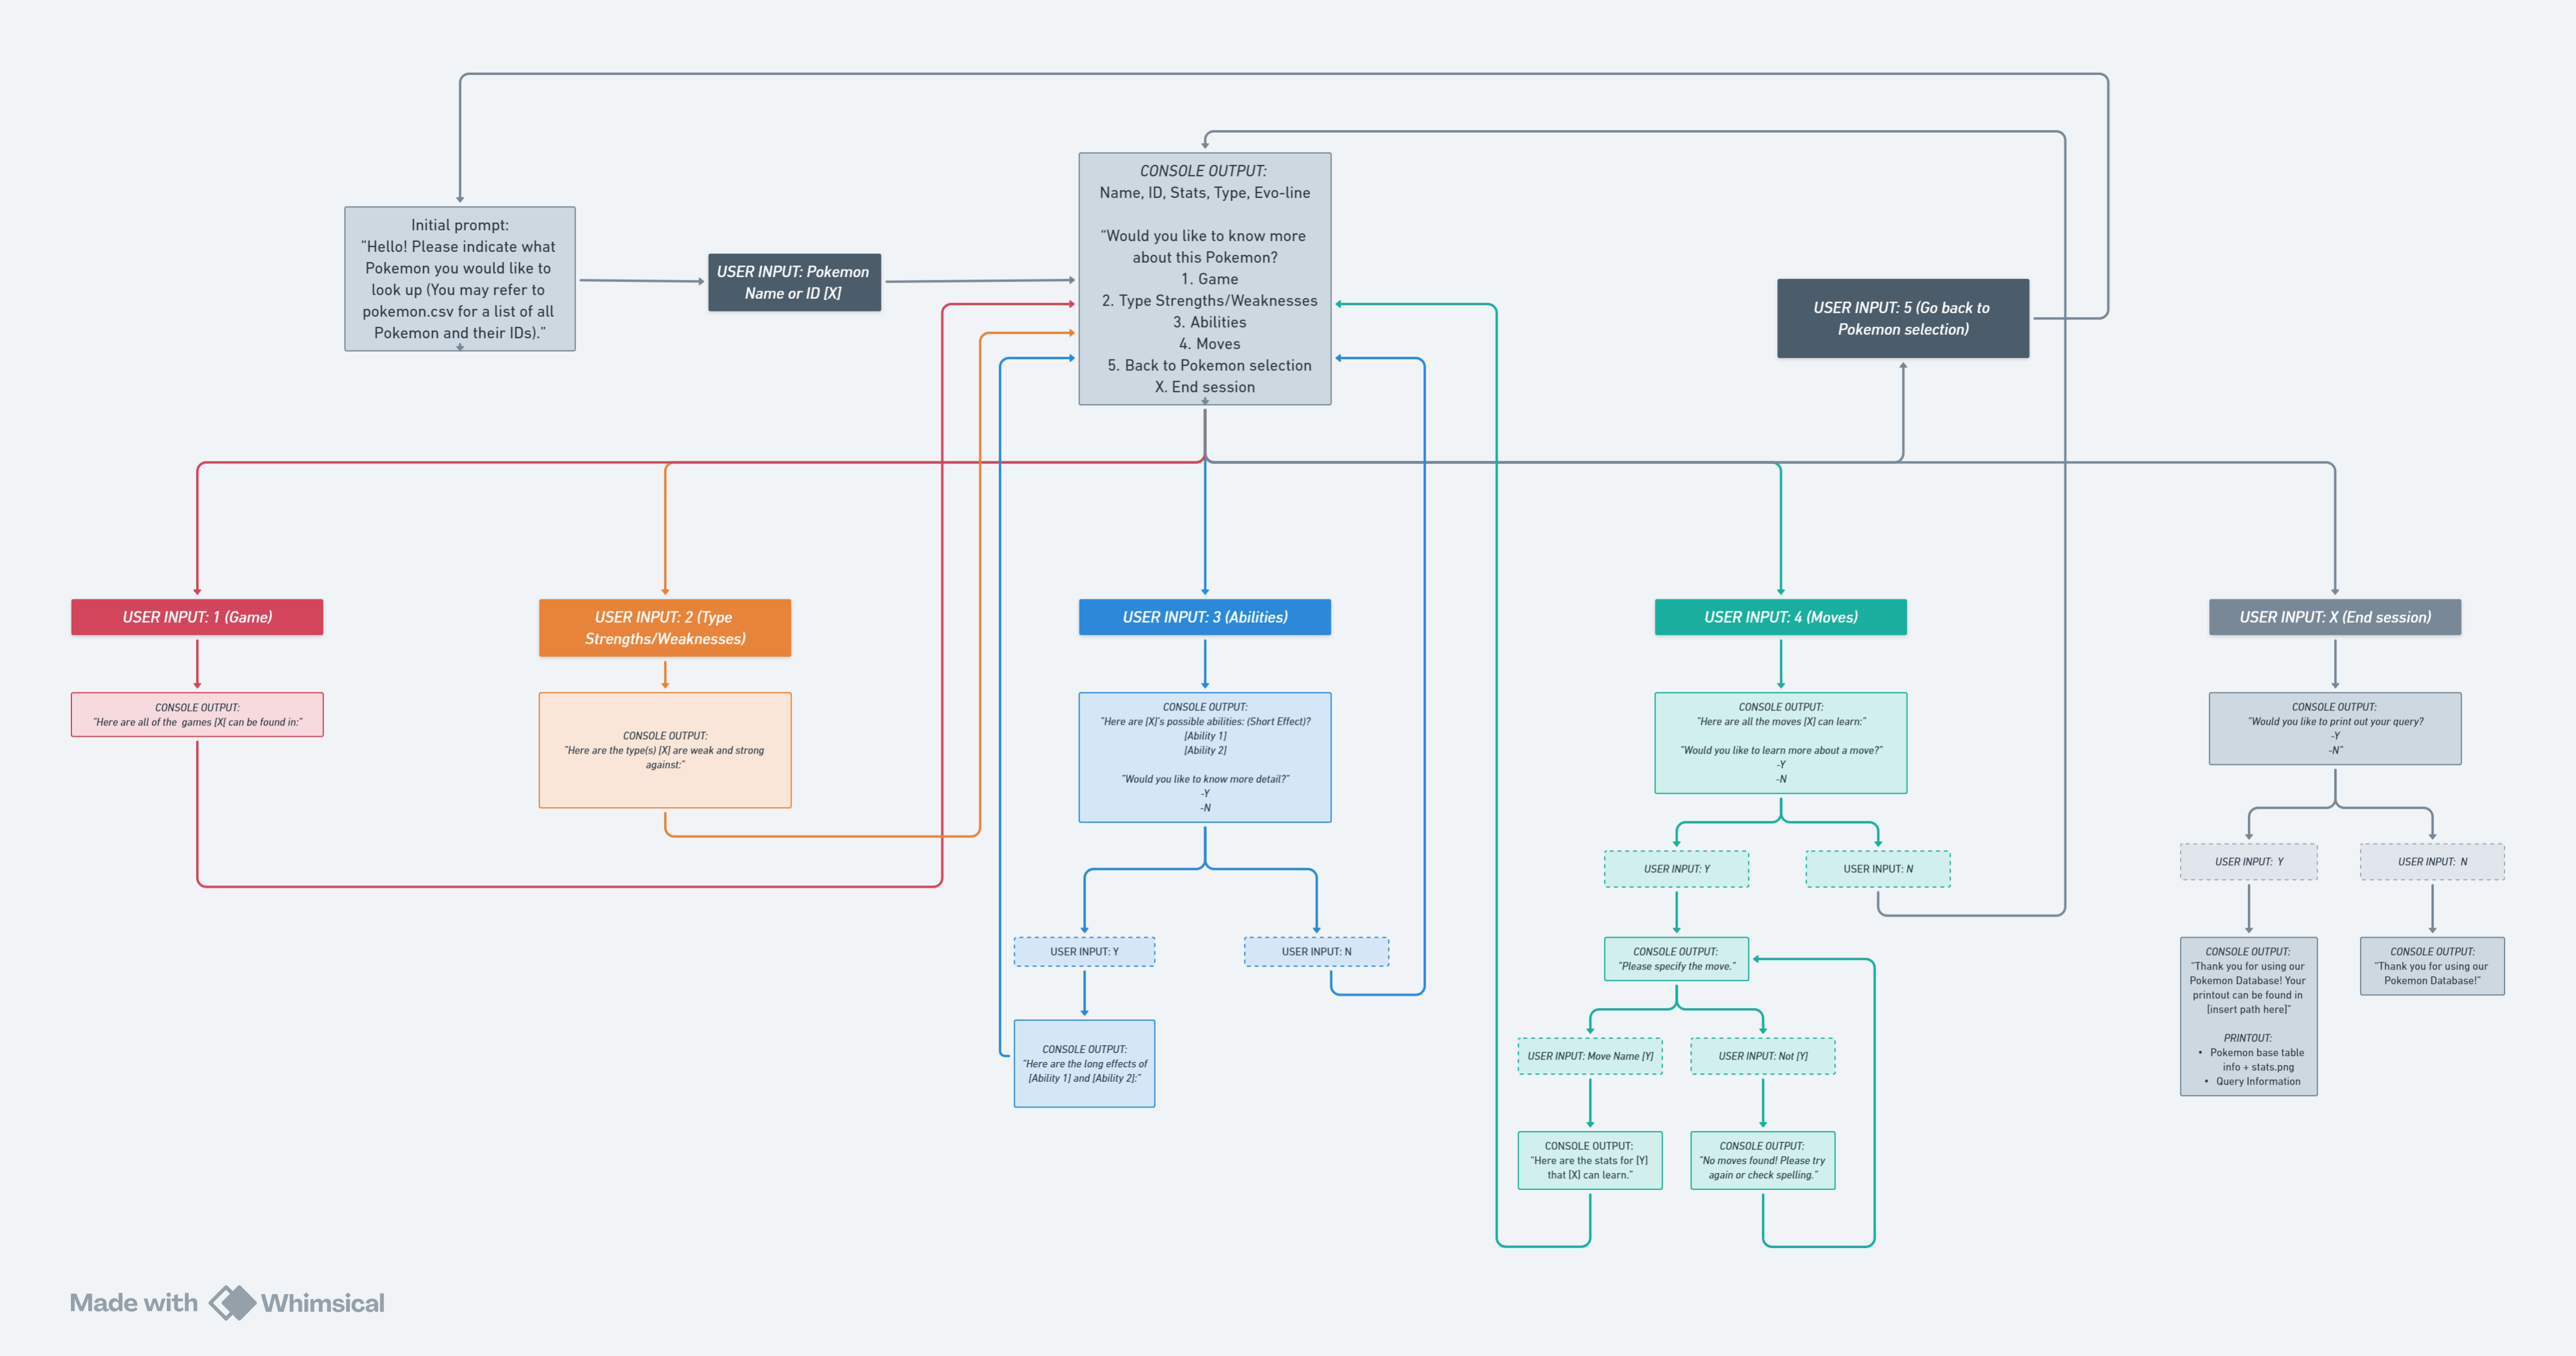 Initial prompt:
"Hello! Please indicate what
Pokemon you would like to
look up (You may refer to
pokemon.csv for a list of all
Pokemon and their IDs)."
USER INPUT: Pokemon
Name or ID [X]
CONSOLE OUTPUT:
Name, ID, Stats, Type, Evo-line
"Would you like to know more
about this Pokemon?
1. Game
2. Type Strengths/Weaknesses
3. Abilities
4. Moves
5. Back to Pokemon selection
X. End session
USER INPUT: 5 (Go back to
Pokemon selection)
USER INPUT: 1 (Game)
CONSOLE OUTPUT:
"Here are all of the  games [X[ can be found in:"
USER INPUT: 2 (Type
Strengths/Weaknesses)
CONSOLE OUTPUT:
"Here are the type(s) [X] are weak and strong
against:"
USER INPUT: 3 (Abilities)
CONSOLE OUTPUT:
"Here are [X]'s possible abilities: (Short Effect)?
[Ability 1]
[Ability 2]
"Would you like to know more detail?"
-Y
-N
USER INPUT: Y
USER INPUT: N
CONSOLE OUTPUT:
"Here are the long effects of
[Ability 1] and [Ability 2]:"
USER INPUT: 4 (Moves)
CONSOLE OUTPUT:
"Here are all the moves [X] can learn:"
"Would you like to learn more about a move?"
-Y
-N
USER INPUT: Y
USER INPUT: N
CONSOLE OUTPUT:
"Please specify the move."
USER INPUT: Move Name [Y]
USER INPUT: Not [Y]
CONSOLE OUTPUT:
"Here are the stats for [Y]
that [X] can learn."
CONSOLE OUTPUT:
"No moves found! Please try
again or check spelling."
USER INPUT: X (End session)
CONSOLE OUTPUT:
"Would you like to print out your query?
-Y
-N"
USER INPUT:  Y
USER INPUT:  N
CONSOLE OUTPUT:
"Thank you for using our
Pokemon Database! Your
printout can be found in
[insert path here]"
PRINTOUT:
• Pokemon base table
info + stats.png
• Query Information
CONSOLE OUTPUT:
"Thank you for using our
Pokemon Database!"
Made with Whimsical